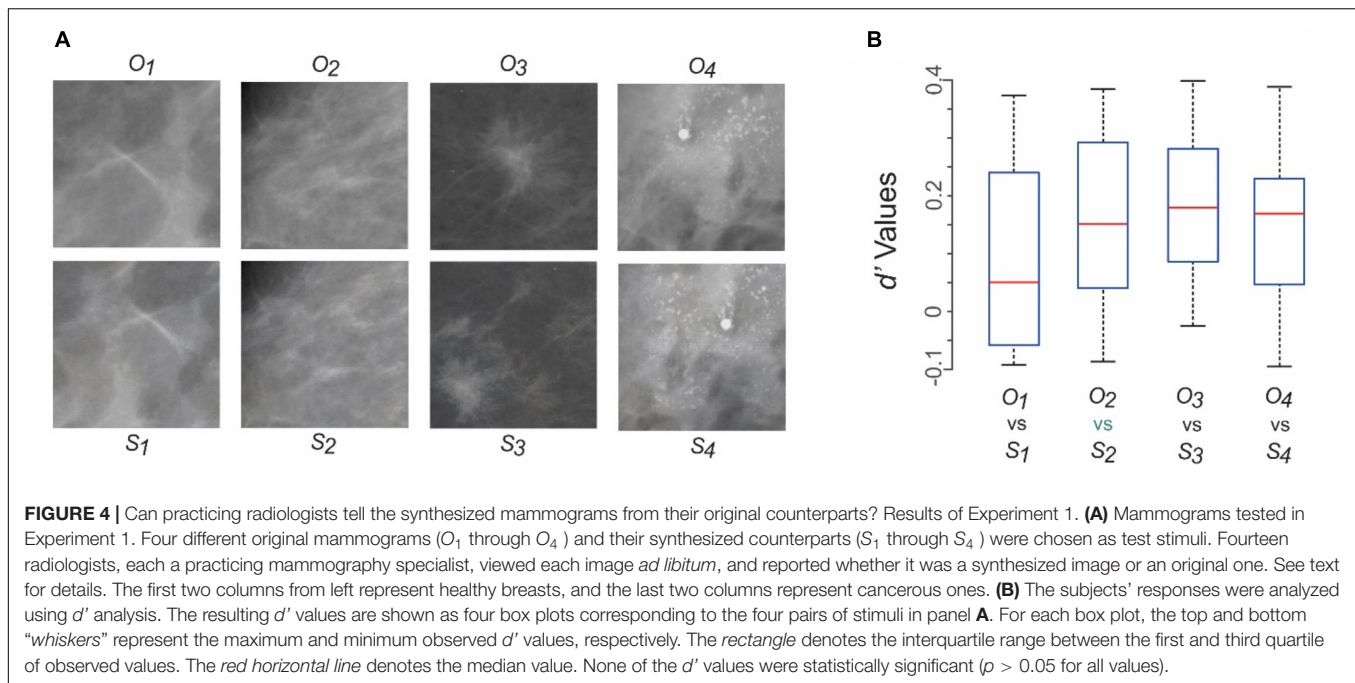 A
O1 O2 O3 O4
S1 S2 S3 S4
B
0.4
0.2
0
-0.1
d' Values
O1 O2 O3 O4
vs vs vs vs
S1 S2 S3 S4
FIGURE 4 | Can practicing radiologists tell the synthesized mammograms from their original counterparts? Results of Experiment 1. (A) Mammograms tested in
Experiment 1. Four different original mammograms (O1 through O4 ) and their synthesized counterparts (S1 through S4 ) were chosen as test stimuli. Fourteen
radiologists, each a practicing mammography specialist, viewed each image ad libitum, and reported whether it was a synthesized image or an original one. See text
for details. The first two columns from left represent healthy breasts, and the last two columns represent cancerous ones. (B) The subjects' responses were analyzed
using d' analysis. The resulting d' values are shown as four box plots corresponding to the four pairs of stimuli in panel A. For each box plot, the top and bottom
"whiskers" represent the maximum and minimum observed d' values, respectively. The rectangle denotes the interquartile range between the first and third quartile
of observed values. The red horizontal line denotes the median value. None of the d' values were statistically significant (p > 0.05 for all values).